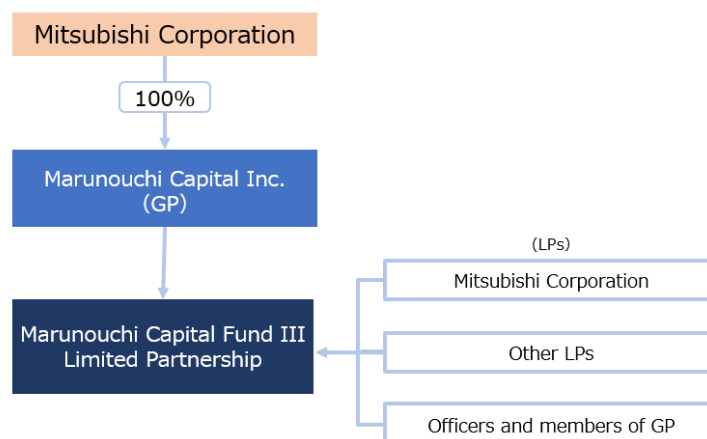 Mitsubishi Corporation
100%
Marunouchi Capital Inc.
(GP)
(LPs)
Mitsubishi Corporation
Marunouchi Capital Fund III
Limited Partnership
Other LPs
Officers and members of GP